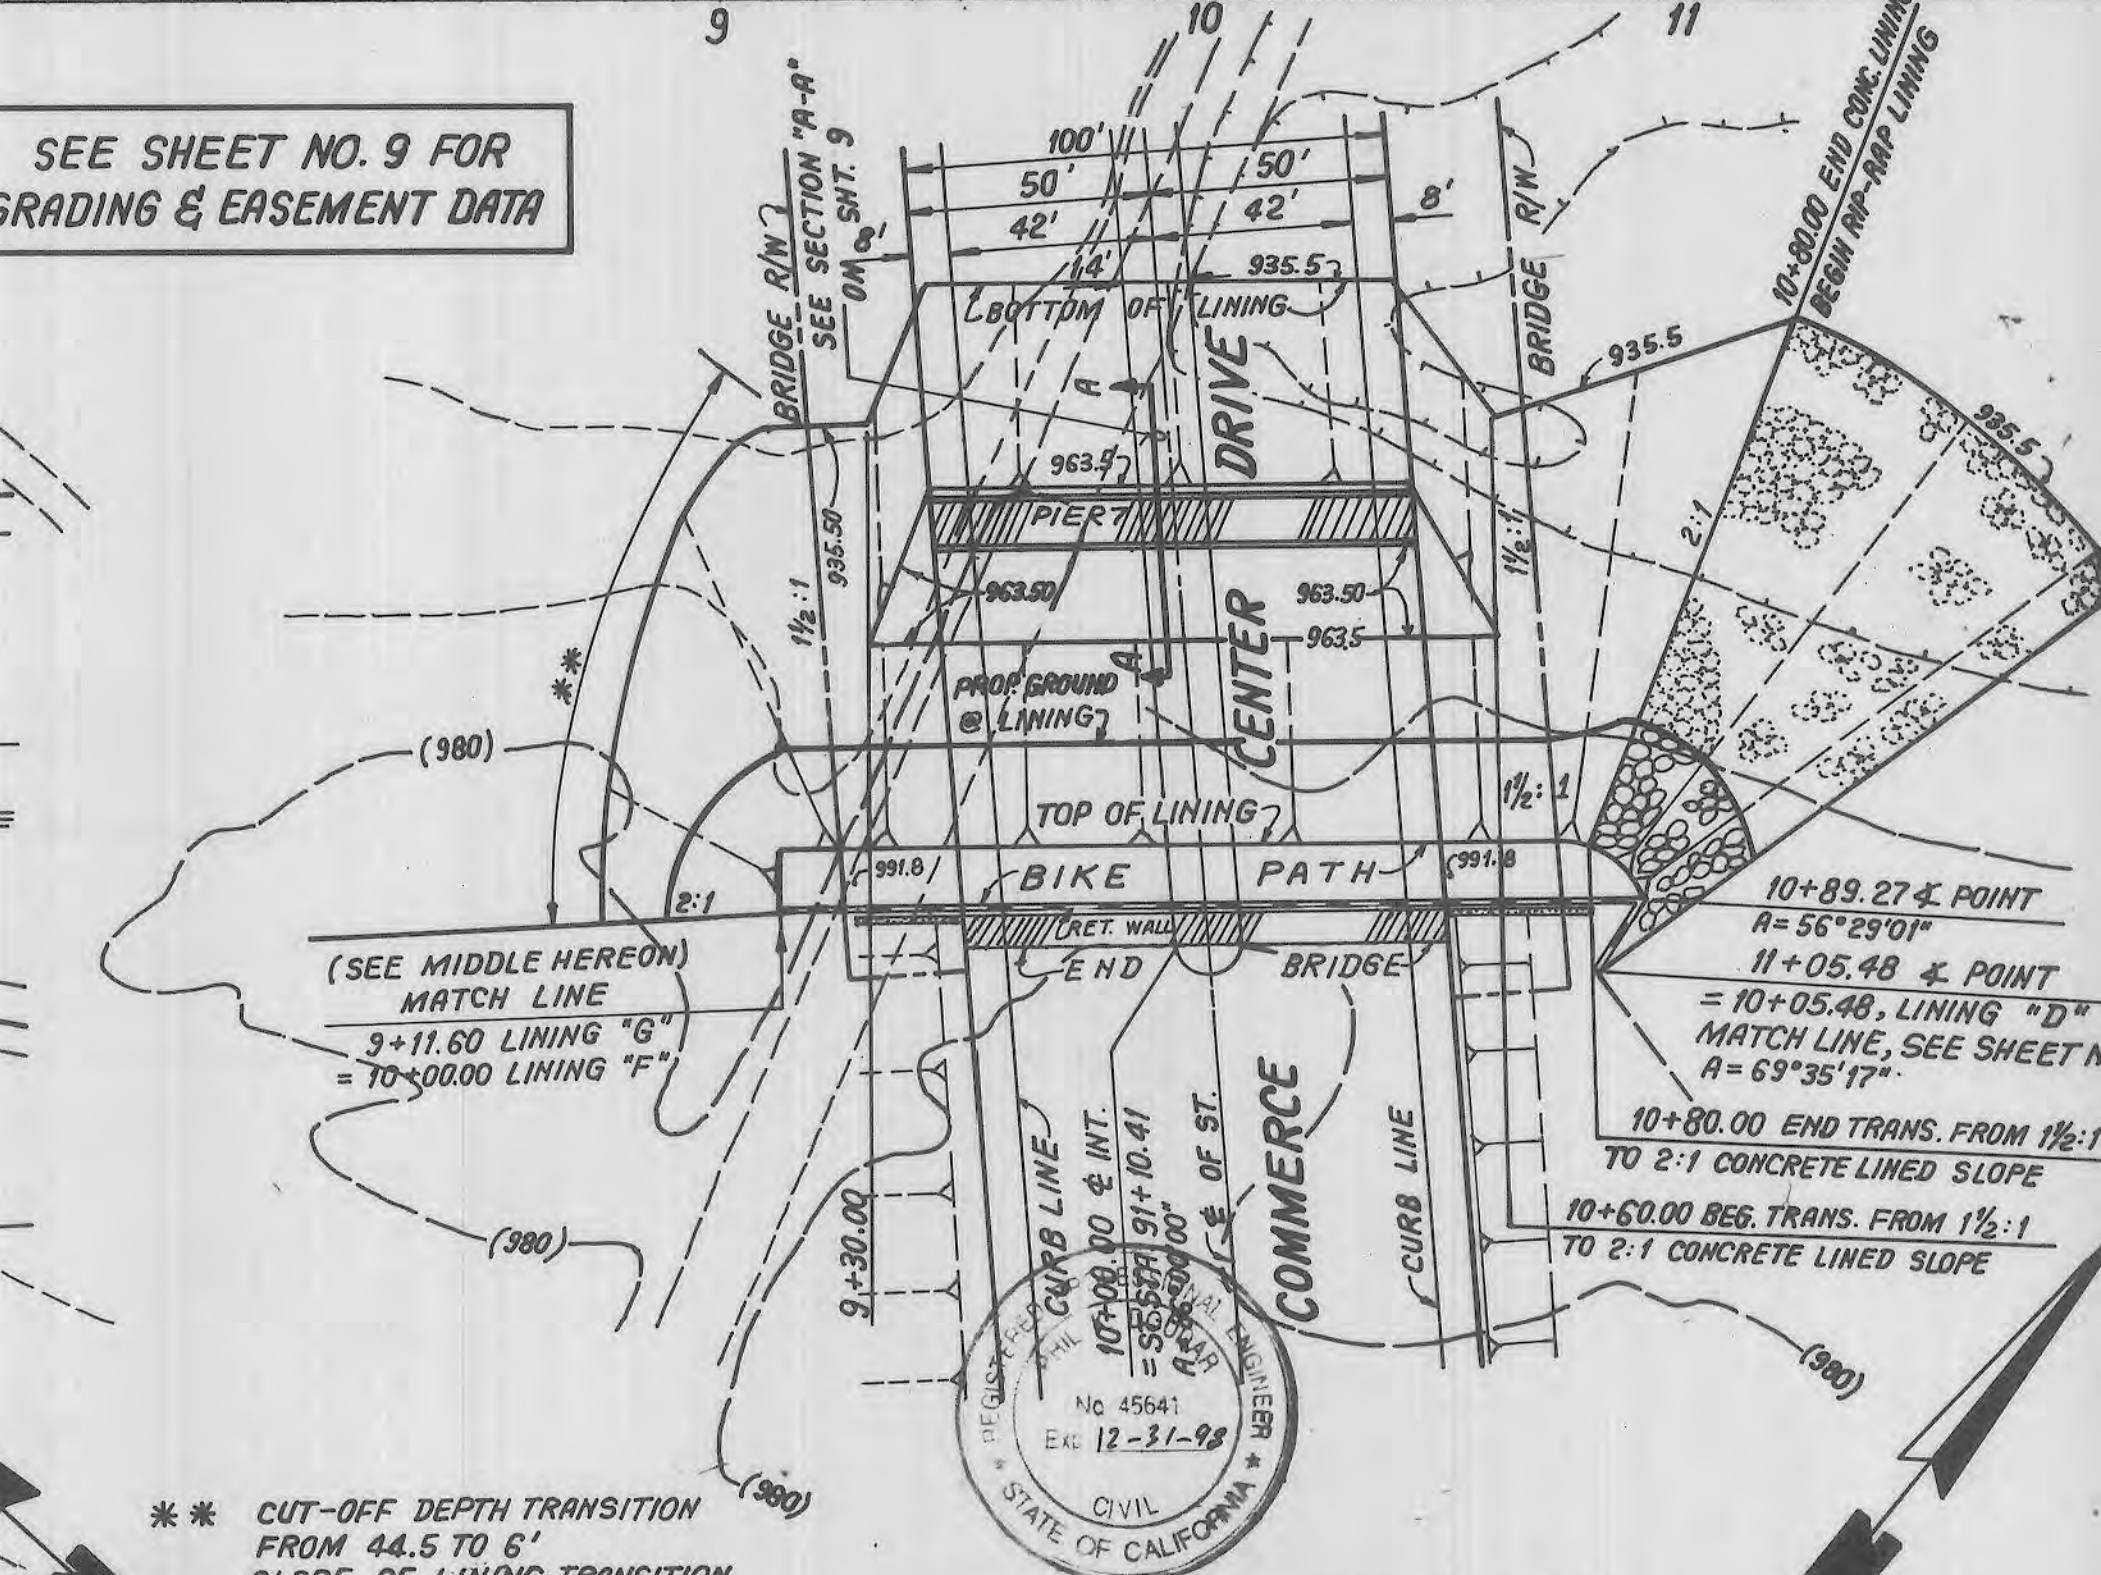 9
10
11
SEE SHEET NO. 9 FOR
GRADING & EASEMENT DATA
BRIDGE R/W
SEE SECTION "A-A"
ON SHT. 9
100'
50'
50'
42'
42'
8'
8'
14'
935.5
BOTTOM OF LINING
BRIDGE R/W
10+80.00 END CONC. LINING
BEGIN RIP-RAP LINING
935.5
935.5
2:1
A
DRIVE
963.5
PIER 7
935.50
1½:1
1½:1
963.50
963.50
963.5
A
CENTER
PROP. GROUND
@ LINING
**
(980)
TOP OF LINING
1½:1
991.8
BIKE PATH
991.8
2:1
RET. WALL
END BRIDGE
(SEE MIDDLE HEREON)
MATCH LINE
9+11.60 LINING "G"
= 10+00.00 LINING "F"
10+89.27 ∡ POINT
A=56°29'01"
11+05.48 ∡ POINT
= 10+05.48, LINING "D"
MATCH LINE, SEE SHEET
A=69°35'17"
10+80.00 END TRANS. FROM 1½:1
TO 2:1 CONCRETE LINED SLOPE
10+60.00 BEG. TRANS. FROM 1½:1
TO 2:1 CONCRETE LINED SLOPE
(980)
9+30.00
CURB LINE
10+00.00 ℄ INT.
91+10.41
℄ OF ST.
COMMERCE
CURB LINE
(980)
(980)
REGISTERED ENGINEER
PHIL
No 45641
Exp 12-31-98
CIVIL
STATE OF CALIFORNIA
** CUT-OFF DEPTH TRANSITION
FROM 44.5 TO 6'
SLOPE OF LINING TRANSITION